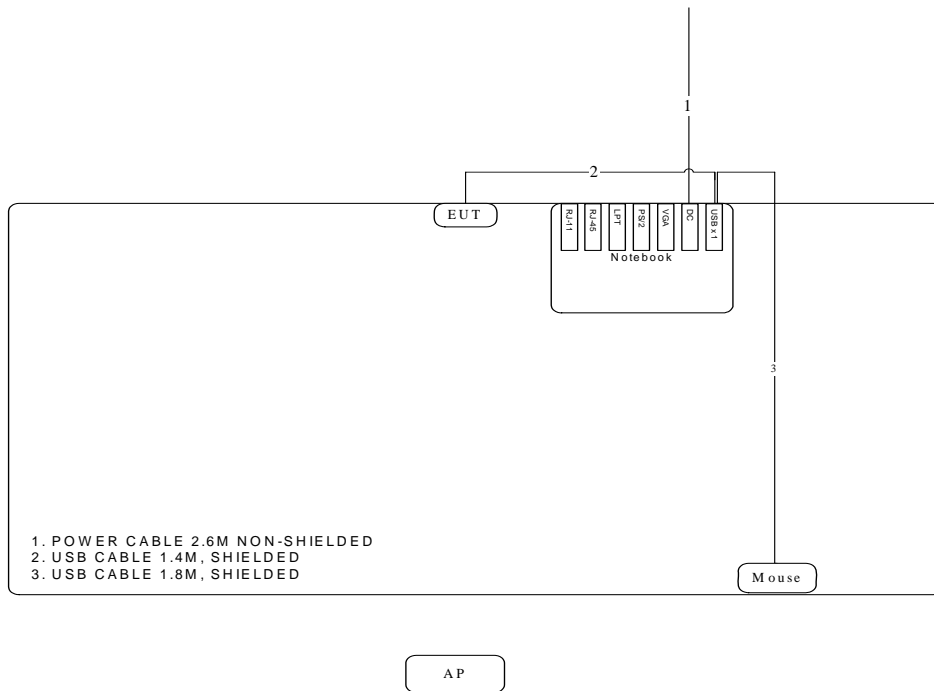 1
2
EUT
RJ-11
RJ-45
LPT
PS/2
VGA
DC
USB x 1
Notebook
3
1. POWER CABLE 2.6M NON-SHIELDED
2. USB CABLE 1.4M, SHIELDED
3. USB CABLE 1.8M, SHIELDED
Mouse
AP